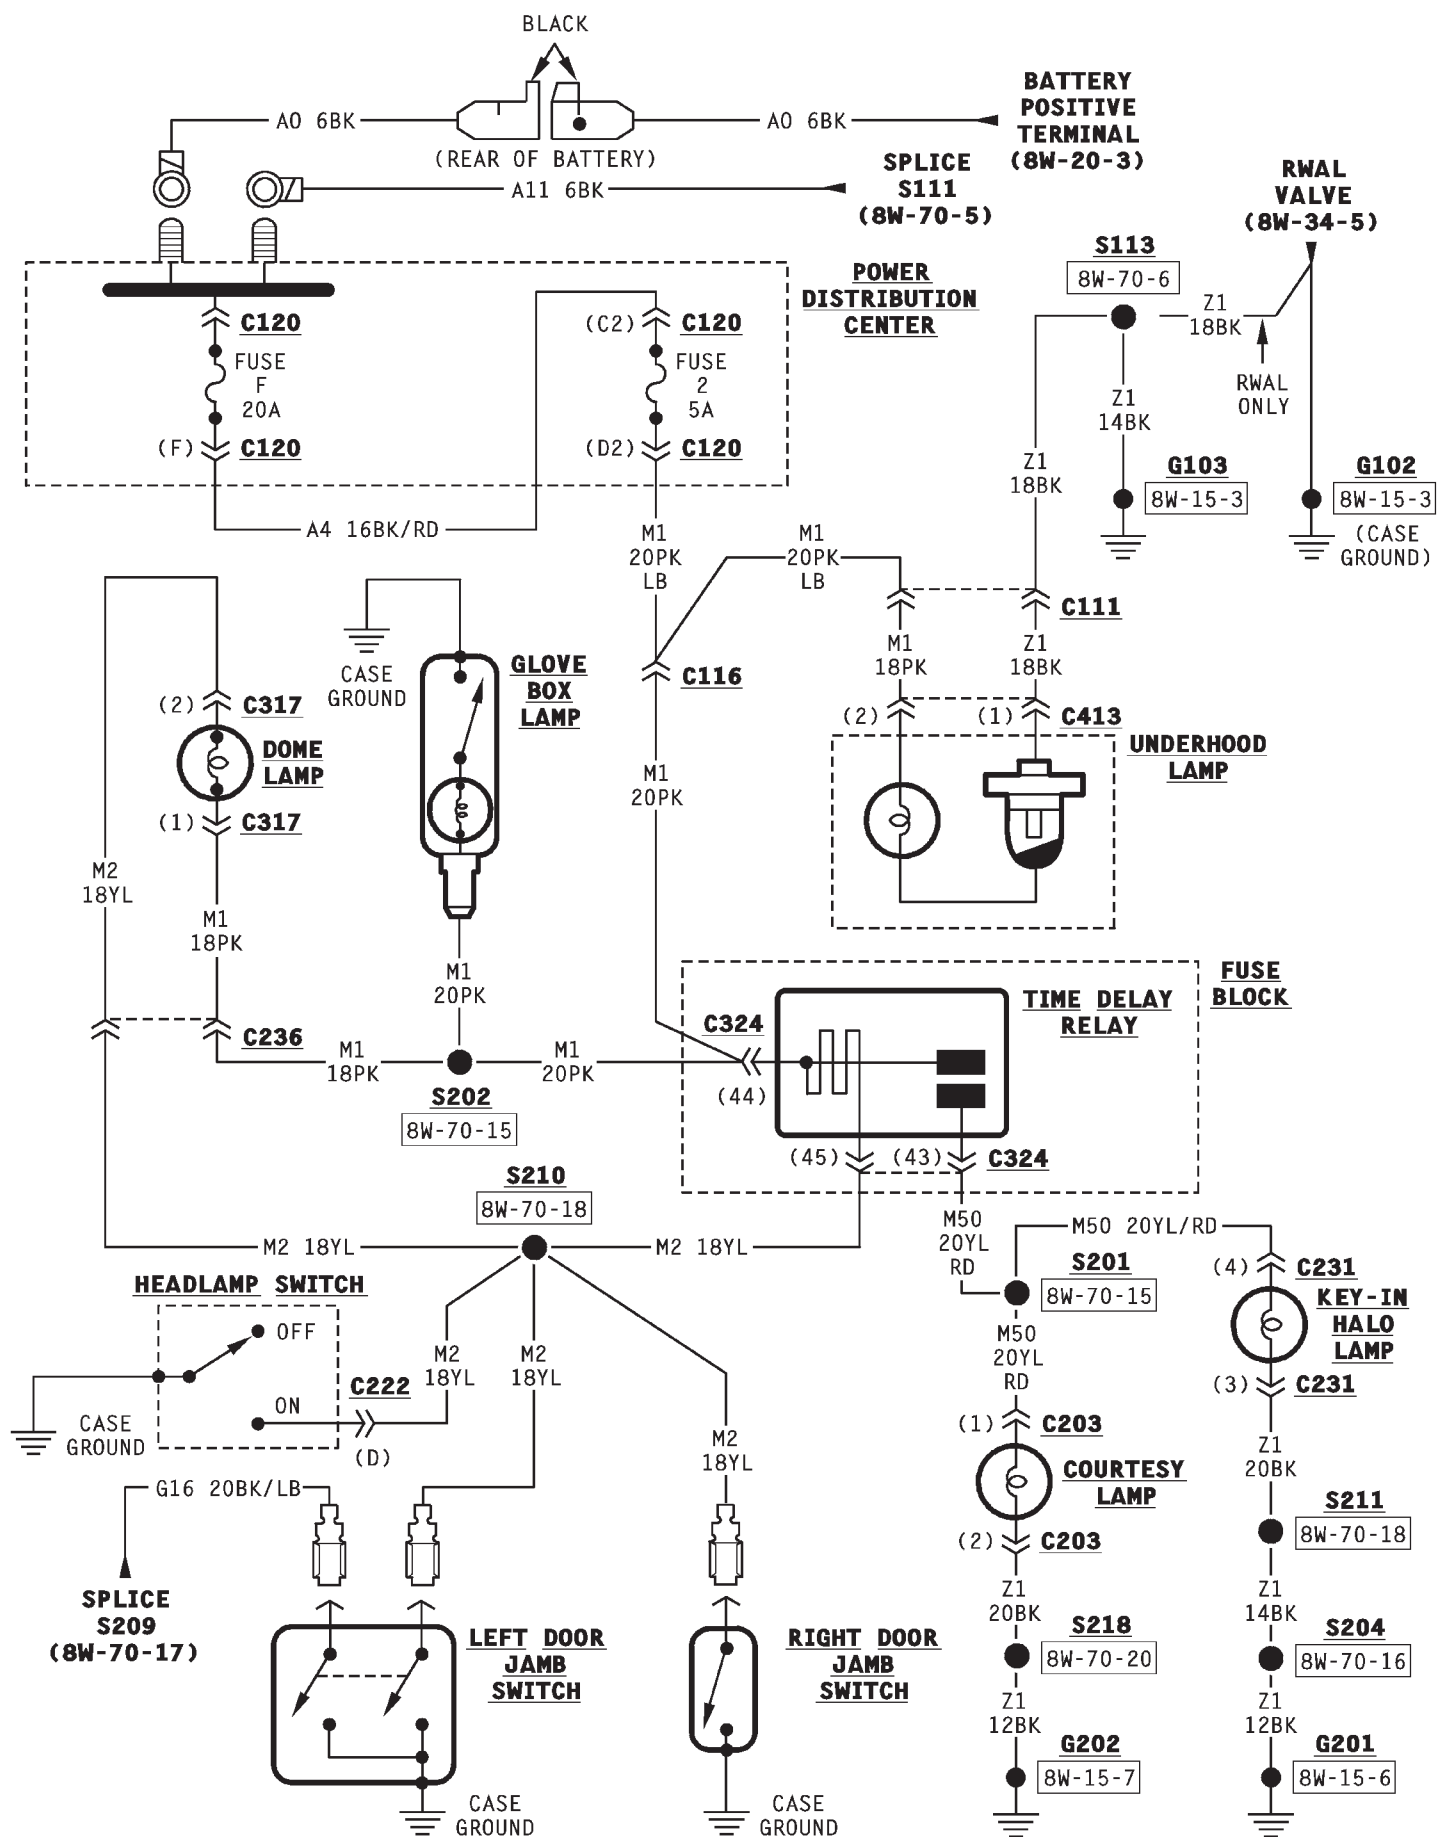 BLACK
A0 6BK
A0 6BK
(REAR OF BATTERY)
BATTERY
POSITIVE
TERMINAL
(8W-20-3)
A11 6BK
SPLICE
S111
(8W-70-5)
RWAL
VALVE
(8W-34-5)
S113
8W-70-6
Z1
18BK
RWAL
ONLY
Z1
14BK
Z1
18BK
G103
8W-15-3
G102
8W-15-3
(CASE
GROUND)
POWER
DISTRIBUTION
CENTER
C120
FUSE
F
20A
(F)
C120
(C2)
C120
FUSE
2
5A
(D2)
C120
A4 16BK/RD
M1
20PK
LB
M1
20PK
LB
C111
M1
18PK
Z1
18BK
C116
(2)
(1)
C413
UNDERHOOD
LAMP
CASE
GROUND
GLOVE
BOX
LAMP
(2)
C317
DOME
LAMP
(1)
C317
M1
20PK
M2
18YL
M1
18PK
M1
20PK
FUSE
BLOCK
TIME DELAY
RELAY
C324
(44)
C236
M1
18PK
M1
20PK
S202
8W-70-15
(45)
(43)
C324
S210
8W-70-18
M2 18YL
M2 18YL
M50
20YL
RD
M50 20YL/RD
S201
8W-70-15
(4)
C231
KEY-IN
HALO
LAMP
(3)
C231
HEADLAMP SWITCH
OFF
ON
CASE
GROUND
C222
(D)
M2
18YL
M2
18YL
M2
18YL
M50
20YL
RD
(1)
C203
COURTESY
LAMP
(2)
C203
Z1
20BK
S211
8W-70-18
G16 20BK/LB
SPLICE
S209
(8W-70-17)
LEFT DOOR
JAMB
SWITCH
CASE
GROUND
RIGHT DOOR
JAMB
SWITCH
CASE
GROUND
Z1
20BK
S218
8W-70-20
Z1
12BK
G202
8W-15-7
Z1
14BK
S204
8W-70-16
Z1
12BK
G201
8W-15-6